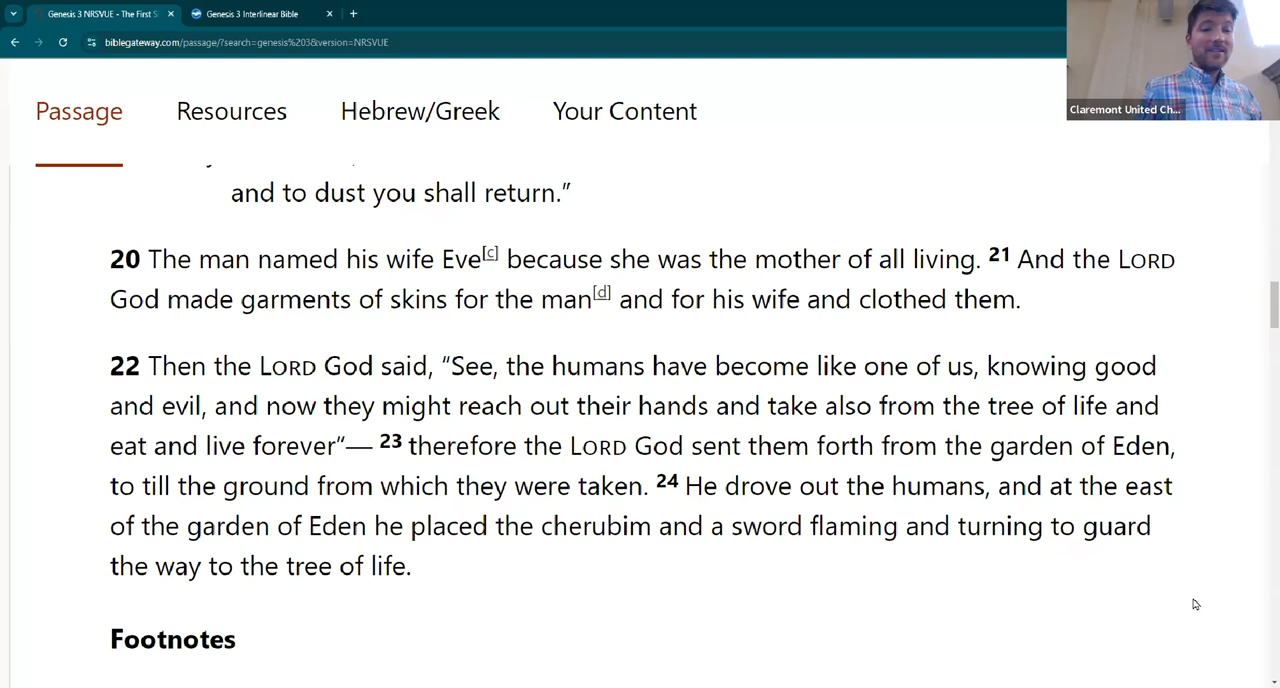 Genesis 3 NRSVUE - The First S
Genesis 3 Interlinear Bible
biblegateway.com/passage/?search=genesis%203&version=NRSVUE
Passage
Resources
Hebrew/Greek
Your Content
Claremont United Ch...
and to dust you shall return.”
20 The man named his wife Eve[c] because she was the mother of all living. 21 And the LORD
God made garments of skins for the man[d] and for his wife and clothed them.
22 Then the LORD God said, “See, the humans have become like one of us, knowing good
and evil, and now they might reach out their hands and take also from the tree of life and
eat and live forever”— 23 therefore the LORD God sent them forth from the garden of Eden,
to till the ground from which they were taken. 24 He drove out the humans, and at the east
of the garden of Eden he placed the cherubim and a sword flaming and turning to guard
the way to the tree of life.
Footnotes